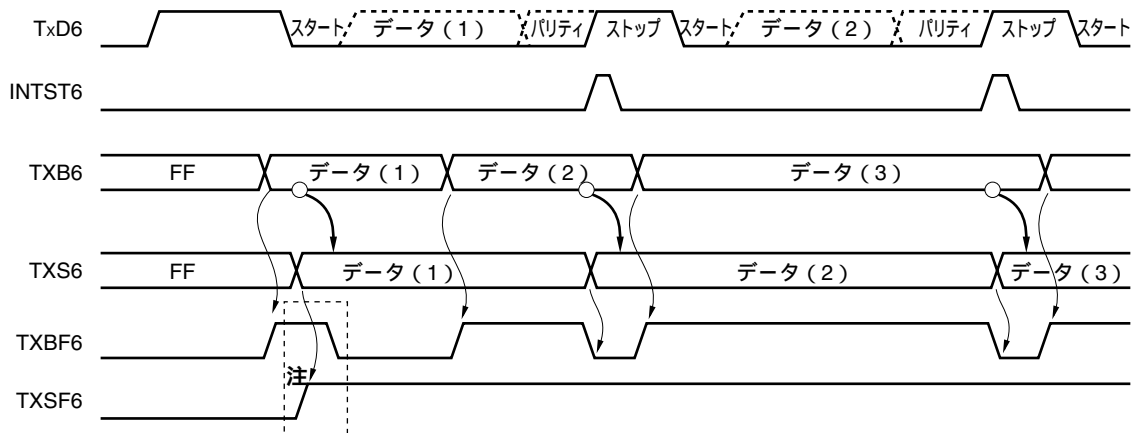 TxD6 スタート データ(1) パリティ ストップ スタート データ(2) パリティ ストップ スタート
INTST6
TXB6 FF データ(1) データ(2) データ(3)
TXS6 FF データ(1) データ(2) データ(3)
TXBF6
注
TXSF6